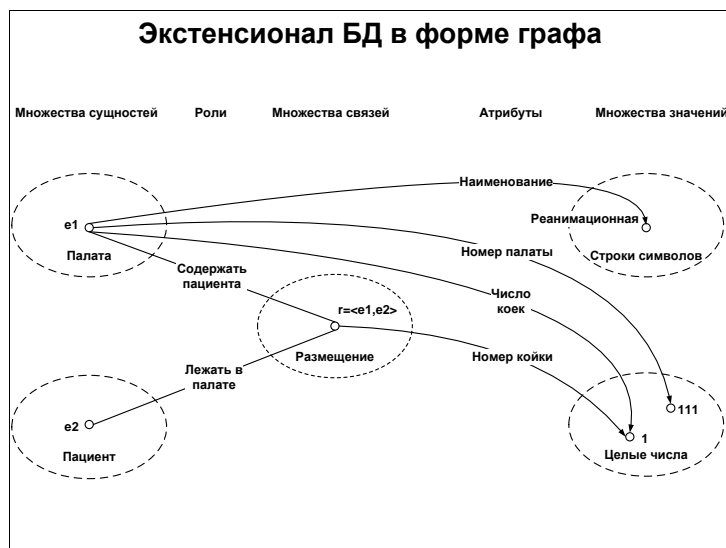 Экстенсионал БД в форме графа
Множества сущностей Роли Множества связей Атрибуты Множества значений
Наименование
e1
Реанимационная
Палата
Номер палаты
Строки символов
Содержать
пациента
Число
коек
r=<e1,e2>
Размещение
Номер койки
Лежать в
палате
111
e2
1
Пациент
Целые числа